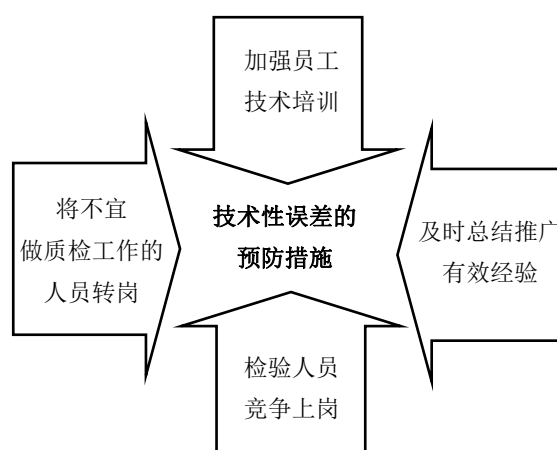 加强员工
技术培训
将不宜
做质检工作的
人员转岗
技术性误差的
预防措施
及时总结推广
有效经验
检验人员
竞争上岗